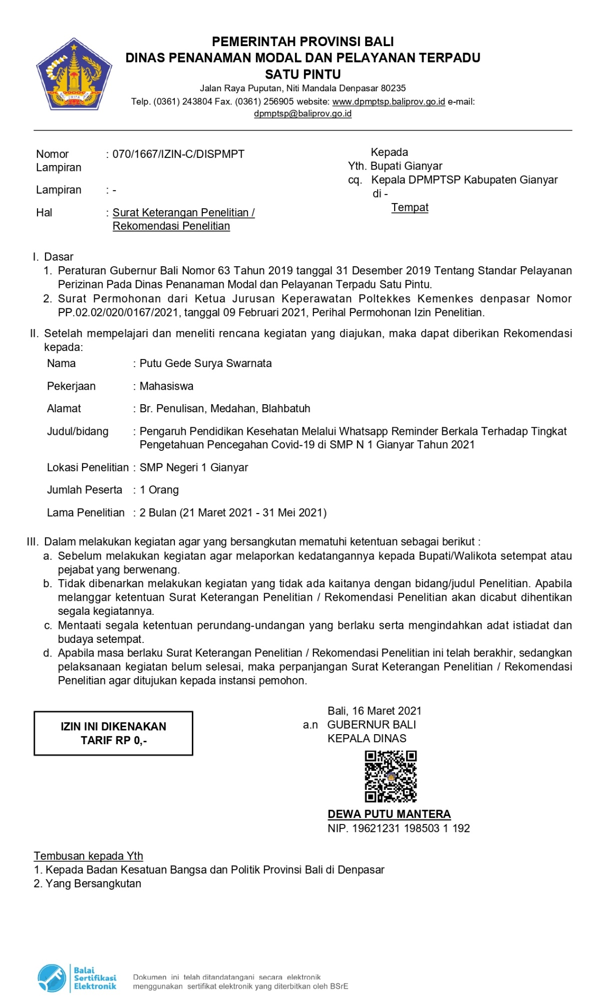 PEMERINTAH PROVINSI BALI
DINAS PENANAMAN MODAL DAN PELAYANAN TERPADU
SATU PINTU
Jalan Raya Puputan, Niti Mandala Denpasar 80235
Telp. (0361) 243804 Fax. (0361) 256905 website: www.dpmptsp.baliprov.go.id e-mail:
dpmptsp@baliprov.go.id
BALI DWIPA JAYA
Nomor : 070/1667/IZIN-C/DISPMPT
Lampiran
Lampiran : -
Hal : Surat Keterangan Penelitian /
Rekomendasi Penelitian
Kepada
Yth. Bupati Gianyar
cq. Kepala DPMPTSP Kabupaten Gianyar
di -
Tempat
I. Dasar
1. Peraturan Gubernur Bali Nomor 63 Tahun 2019 tanggal 31 Desember 2019 Tentang Standar Pelayanan
Perizinan Pada Dinas Penanaman Modal dan Pelayanan Terpadu Satu Pintu.
2. Surat Permohonan dari Ketua Jurusan Keperawatan Poltekkes Kemenkes denpasar Nomor
PP.02.02/020/0167/2021, tanggal 09 Februari 2021, Perihal Permohonan Izin Penelitian.
II. Setelah mempelajari dan meneliti rencana kegiatan yang diajukan, maka dapat diberikan Rekomendasi
kepada:
Nama : Putu Gede Surya Swarnata
Pekerjaan : Mahasiswa
Alamat : Br. Penulisan, Medahan, Blahbatuh
Judul/bidang : Pengaruh Pendidikan Kesehatan Melalui Whatsapp Reminder Berkala Terhadap Tingkat
Pengetahuan Pencegahan Covid-19 di SMP N 1 Gianyar Tahun 2021
Lokasi Penelitian : SMP Negeri 1 Gianyar
Jumlah Peserta : 1 Orang
Lama Penelitian : 2 Bulan (21 Maret 2021 - 31 Mei 2021)
III. Dalam melakukan kegiatan agar yang bersangkutan mematuhi ketentuan sebagai berikut :
a. Sebelum melakukan kegiatan agar melaporkan kedatangannya kepada Bupati/Walikota setempat atau
pejabat yang berwenang.
b. Tidak dibenarkan melakukan kegiatan yang tidak ada kaitanya dengan bidang/judul Penelitian. Apabila
melanggar ketentuan Surat Keterangan Penelitian / Rekomendasi Penelitian akan dicabut dihentikan
segala kegiatannya.
c. Mentaati segala ketentuan perundang-undangan yang berlaku serta mengindahkan adat istiadat dan
budaya setempat.
d. Apabila masa berlaku Surat Keterangan Penelitian / Rekomendasi Penelitian ini telah berakhir, sedangkan
pelaksanaan kegiatan belum selesai, maka perpanjangan Surat Keterangan Penelitian / Rekomendasi
Penelitian agar ditujukan kepada instansi pemohon.
IZIN INI DIKENAKAN
TARIF RP 0,-
Bali, 16 Maret 2021
a.n GUBERNUR BALI
KEPALA DINAS
DEWA PUTU MANTERA
NIP. 19621231 198503 1 192
Tembusan kepada Yth
1. Kepada Badan Kesatuan Bangsa dan Politik Provinsi Bali di Denpasar
2. Yang Bersangkutan
Balai
Sertifikasi
Elektronik
Dokumen ini telah ditandatangani secara elektronik
menggunakan sertifikat elektronik yang diterbitkan oleh BSrE